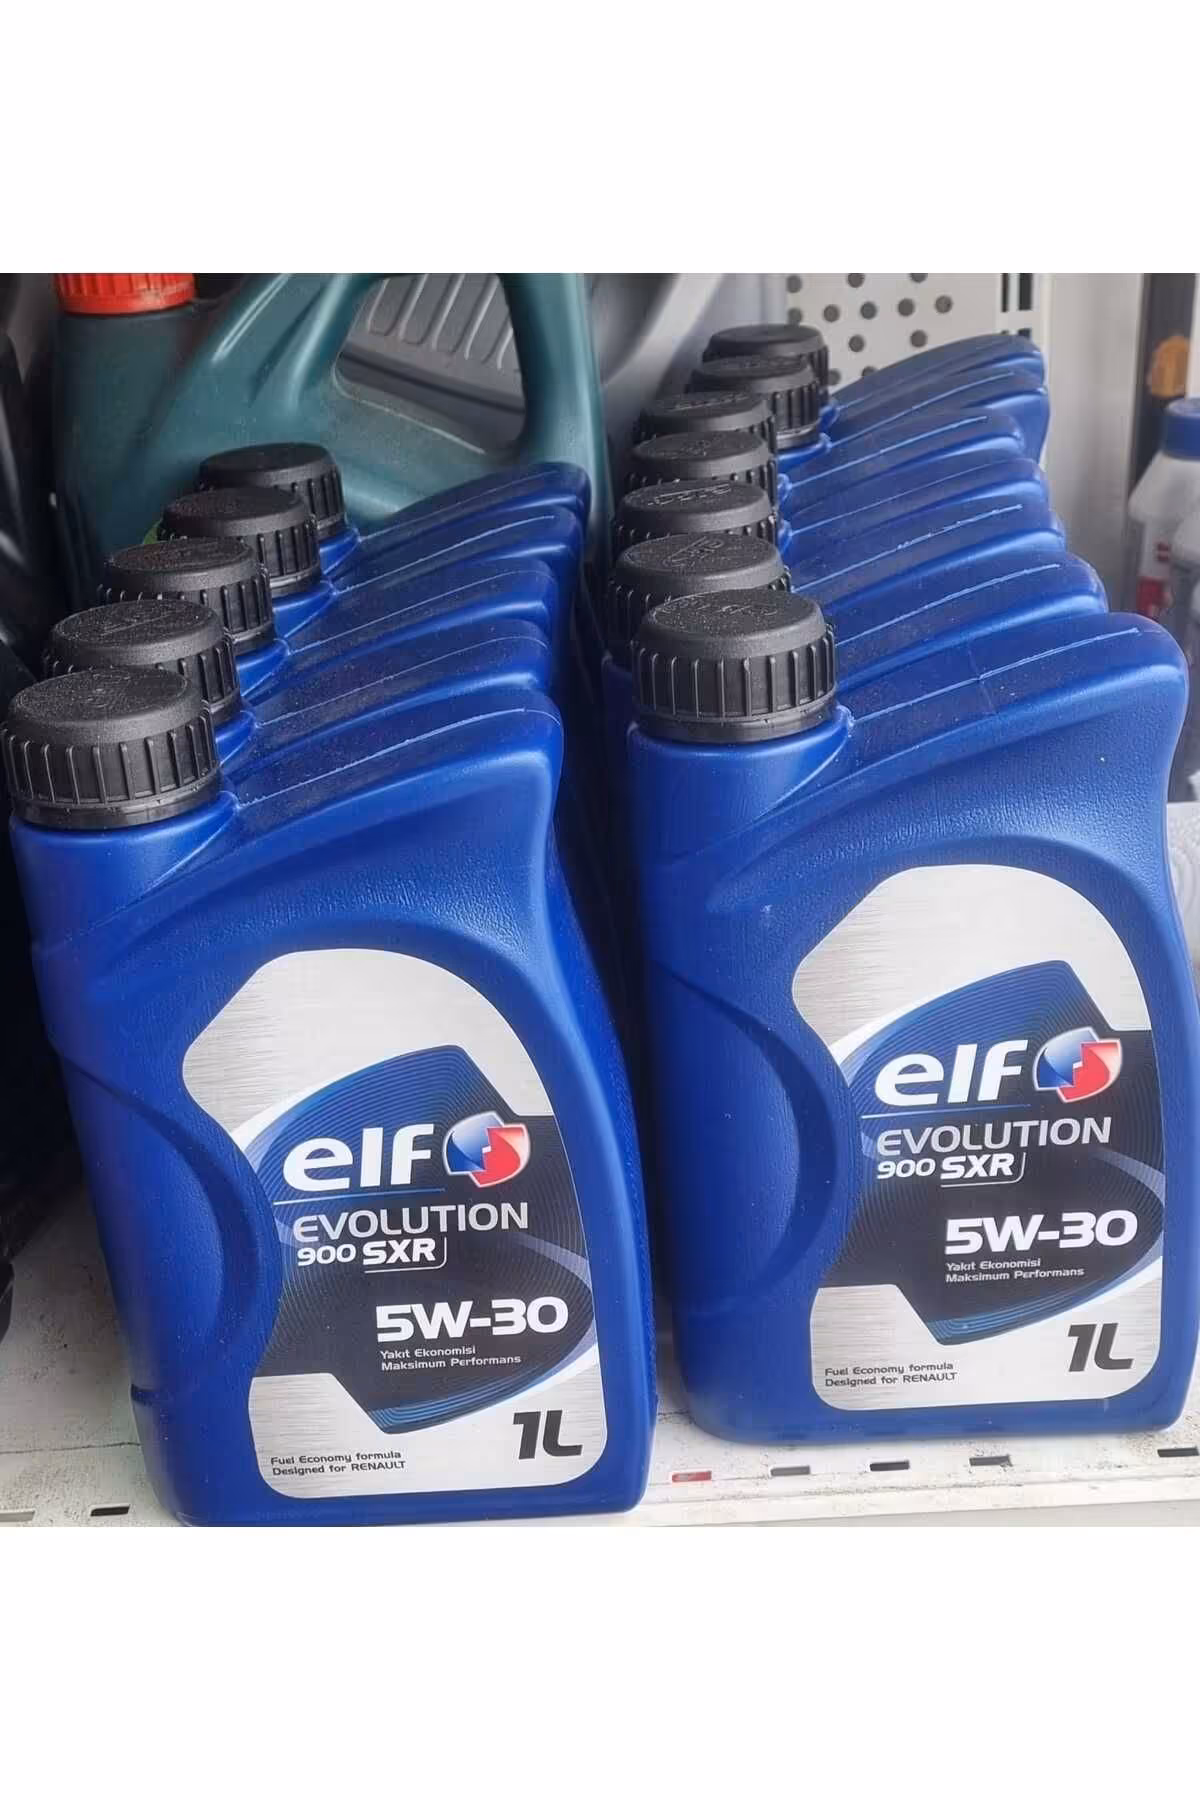 elf
EVOLUTION
900 SXR
5W-30
Yakıt Ekonomisi
Maksimum Performans
1L
Fuel Economy formula
Designed for RENAULT
elf
EVOLUTION
900 SXR
5W-30
Yakıt Ekonomisi
Maksimum Performans
1L
Fuel Economy formula
Designed for RENAULT